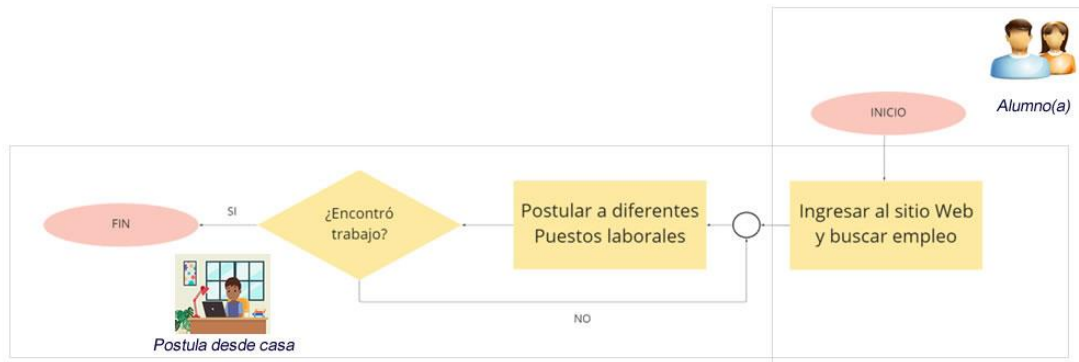 Alumno(a)
INICIO
Ingresar al sitio Web
y buscar empleo
Postular a diferentes
Puestos laborales
¿Encontró
trabajo?
SI
FIN
NO
Postula desde casa